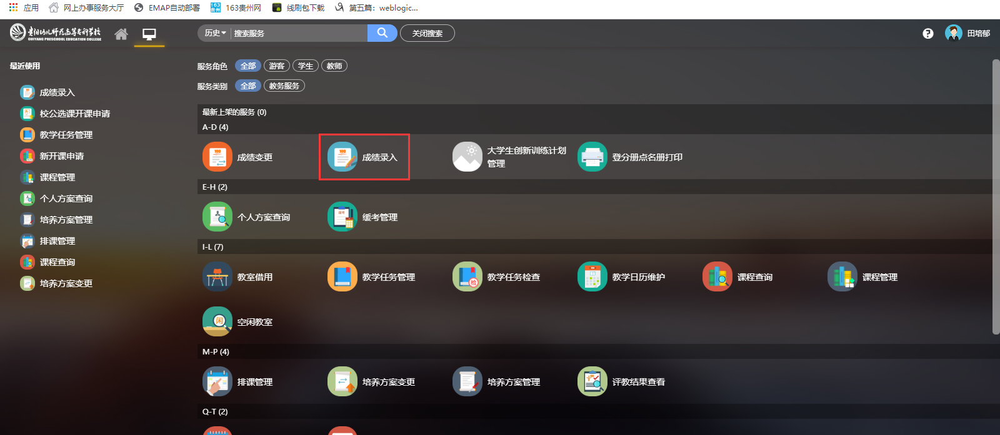 应用 网上办事服务大厅 EMAP自动部署 163贵州网 线刷包下载 第五篇：weblogic...
贵阳幼儿师范高等专科学校
GUIYANG PRESCHOOL EDUCATION COLLEGE
历史 搜索服务 关闭搜索 ? 田培郁
最近使用
成绩录入
校公选课开课申请
教学任务管理
新开课申请
课程管理
个人方案查询
培养方案管理
排课管理
课程查询
培养方案变更
服务角色 全部 游客 学生 教师
服务类别 全部 教务服务
最新上架的服务 (0)
A-D (4)
成绩变更 成绩录入 大学生创新训练计划管理 登分册点名册打印
E-H (2)
个人方案查询 缓考管理
I-L (7)
教室借用 教学任务管理 教学任务检查 教学日历维护 课程查询 课程管理
空闲教室
M-P (4)
排课管理 培养方案变更 培养方案管理 评教结果查看
Q-T (2)